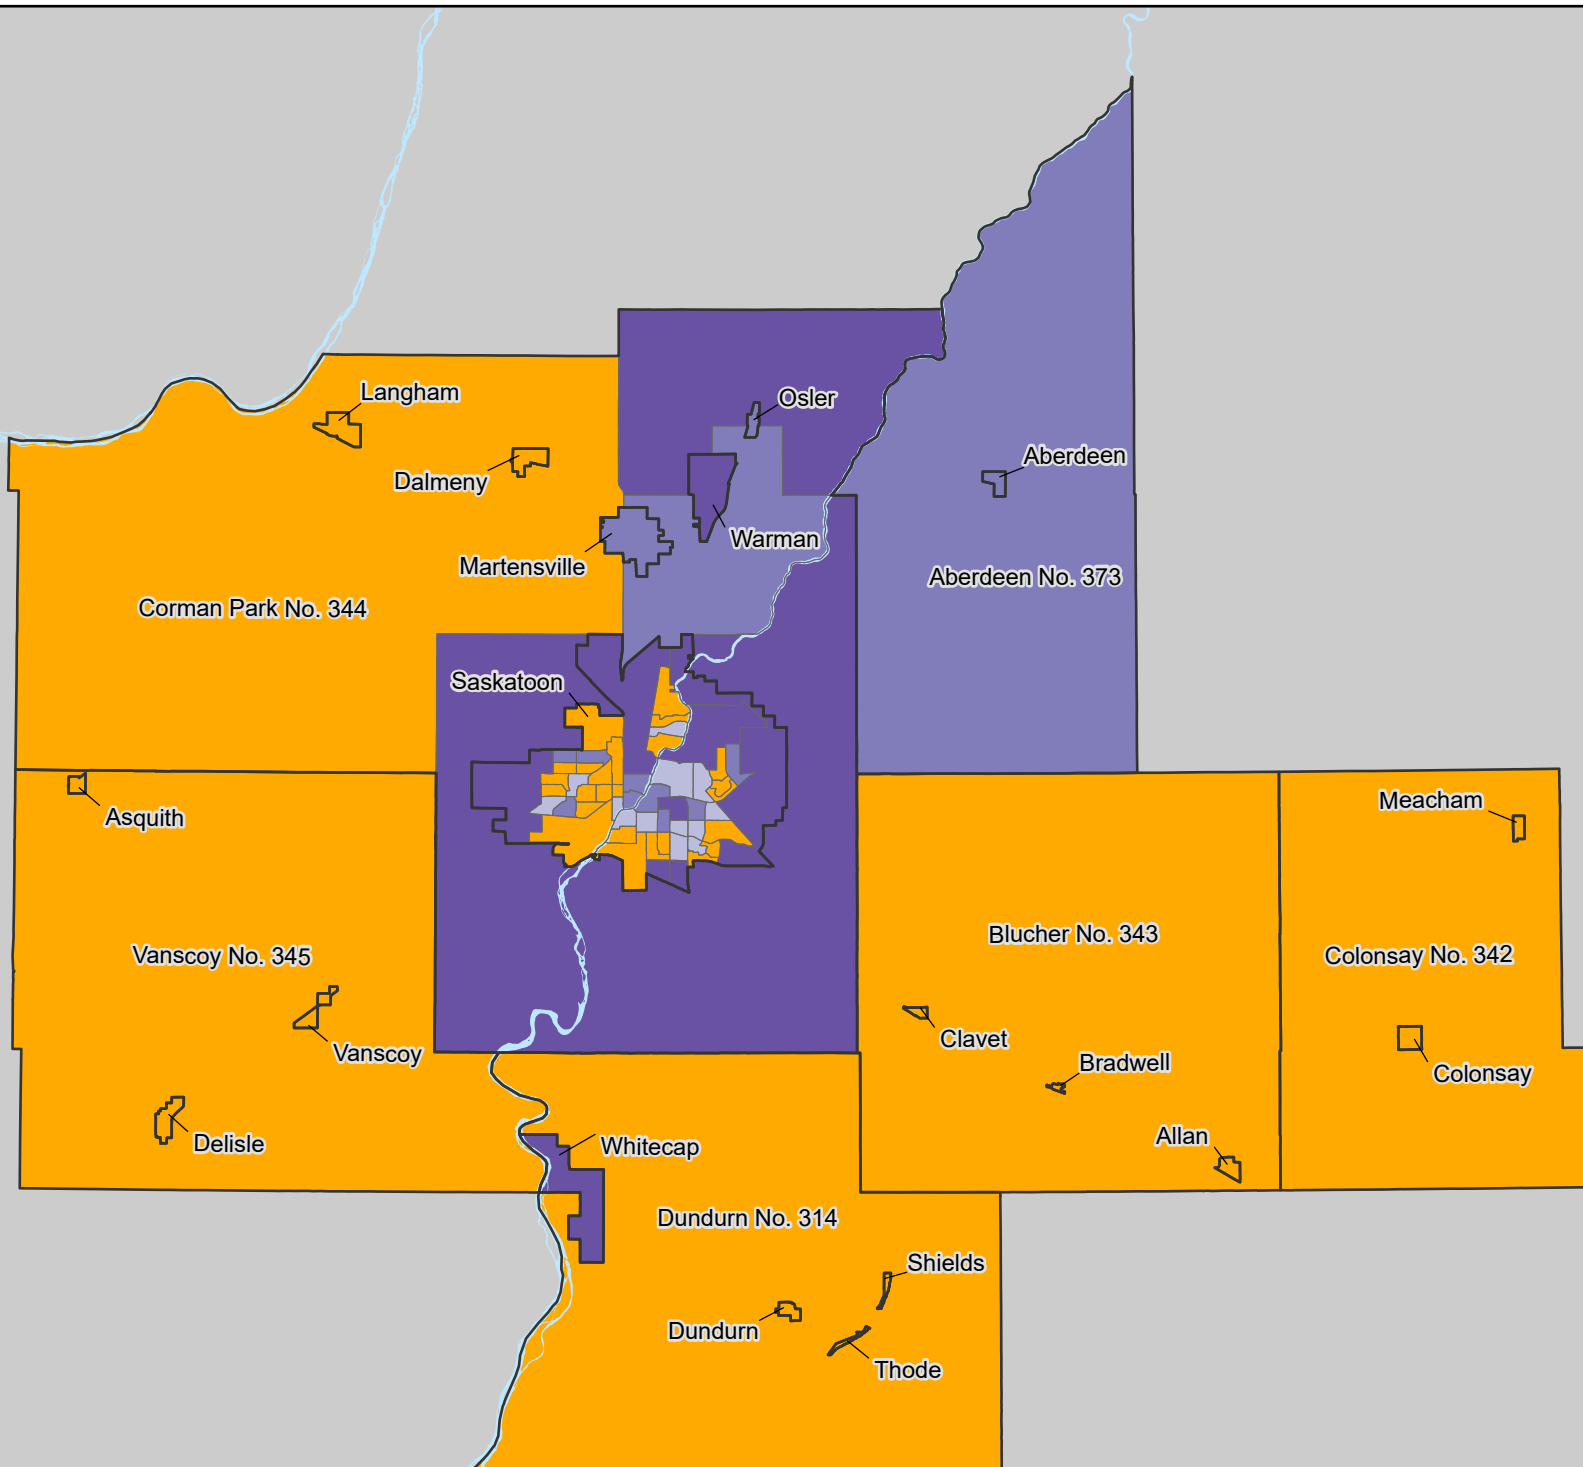 Langham
Osler
Dalmeny
Aberdeen
Warman
Martensville
Aberdeen No. 373
Corman Park No. 344
Saskatoon
Meacham
Asquith
Blucher No. 343
Vanscoy No. 345
Colonsay No. 342
Clavet
Vanscoy
Bradwell
Colonsay
Allan
Delisle
Whitecap
Dundurn No. 314
Shields
Dundurn
Thode